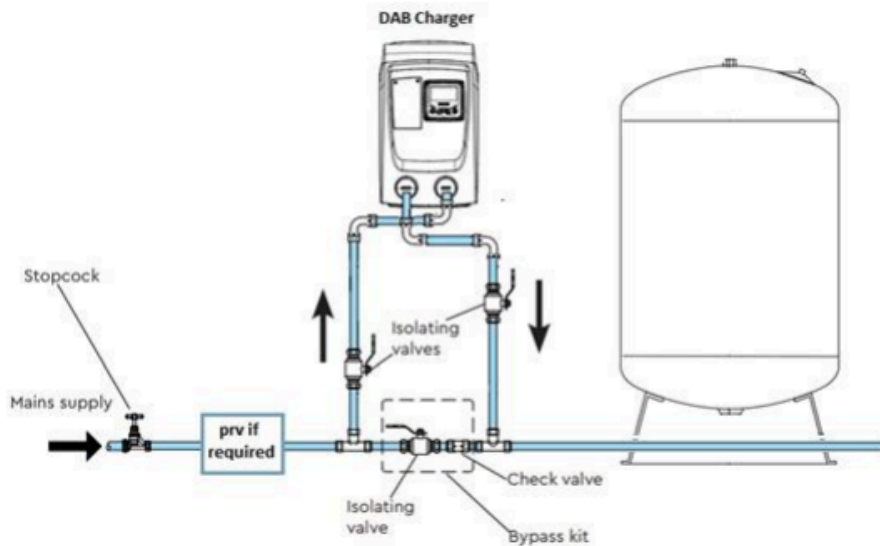 DAB Charger
Stopcock
Isolating
valves
Mains supply
prv if
required
Check valve
Isolating
valve
Bypass kit